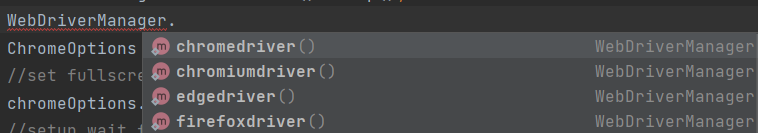 WebDriverManager.
ChromeOptions
m chromedriver() WebDriverManager
//set fullscre
m chromiumdriver() WebDriverManager
chromeOptions.
m edgedriver() WebDriverManager
//setup wait f
m firefoxdriver() WebDriverManager